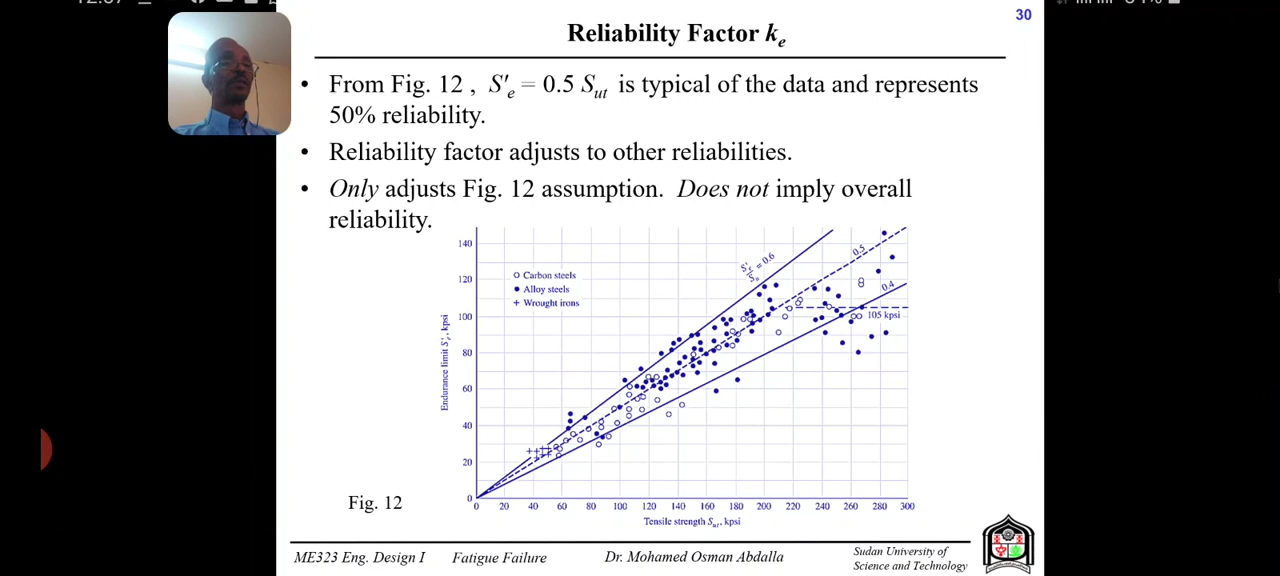 30
Reliability Factor ke
• From Fig. 12 , S′e = 0.5 Sut is typical of the data and represents
50% reliability.
• Reliability factor adjusts to other reliabilities.
• Only adjusts Fig. 12 assumption. Does not imply overall
reliability.
140
120
100
80
60
40
20
0
Endurance limit S′e, kpsi
Carbon steels
Alloy steels
Wrought irons
S′e/Su = 0.6
0.5
0.4
105 kpsi
0 20 40 60 80 100 120 140 160 180 200 220 240 260 280 300
Tensile strength Sut, kpsi
Fig. 12
ME323 Eng. Design I Fatigue Failure Dr. Mohamed Osman Abdalla
Sudan University of
Science and Technology